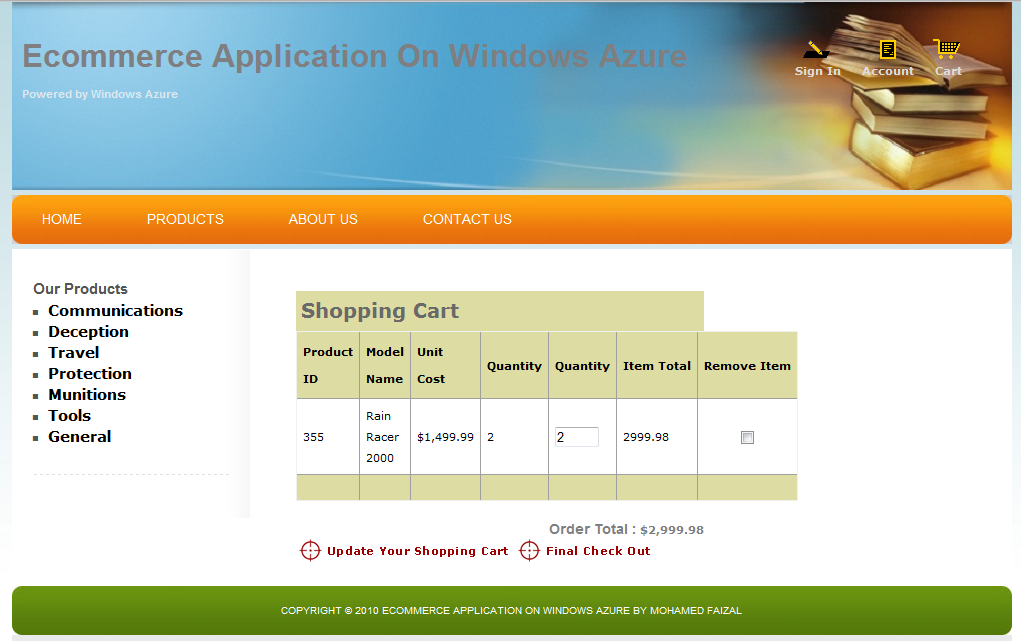 Ecommerce Application On Windows Azure
Powered by Windows Azure
Sign In Account Cart
HOME PRODUCTS ABOUT US CONTACT US
Our Products
Communications
Deception
Travel
Protection
Munitions
Tools
General
Shopping Cart
Product ID Model Name Unit Cost Quantity Quantity Item Total Remove Item
355 Rain Racer 2000 $1,499.99 2 2 2999.98
Order Total : $2,999.98
Update Your Shopping Cart Final Check Out
COPYRIGHT © 2010 ECOMMERCE APPLICATION ON WINDOWS AZURE BY MOHAMED FAIZAL